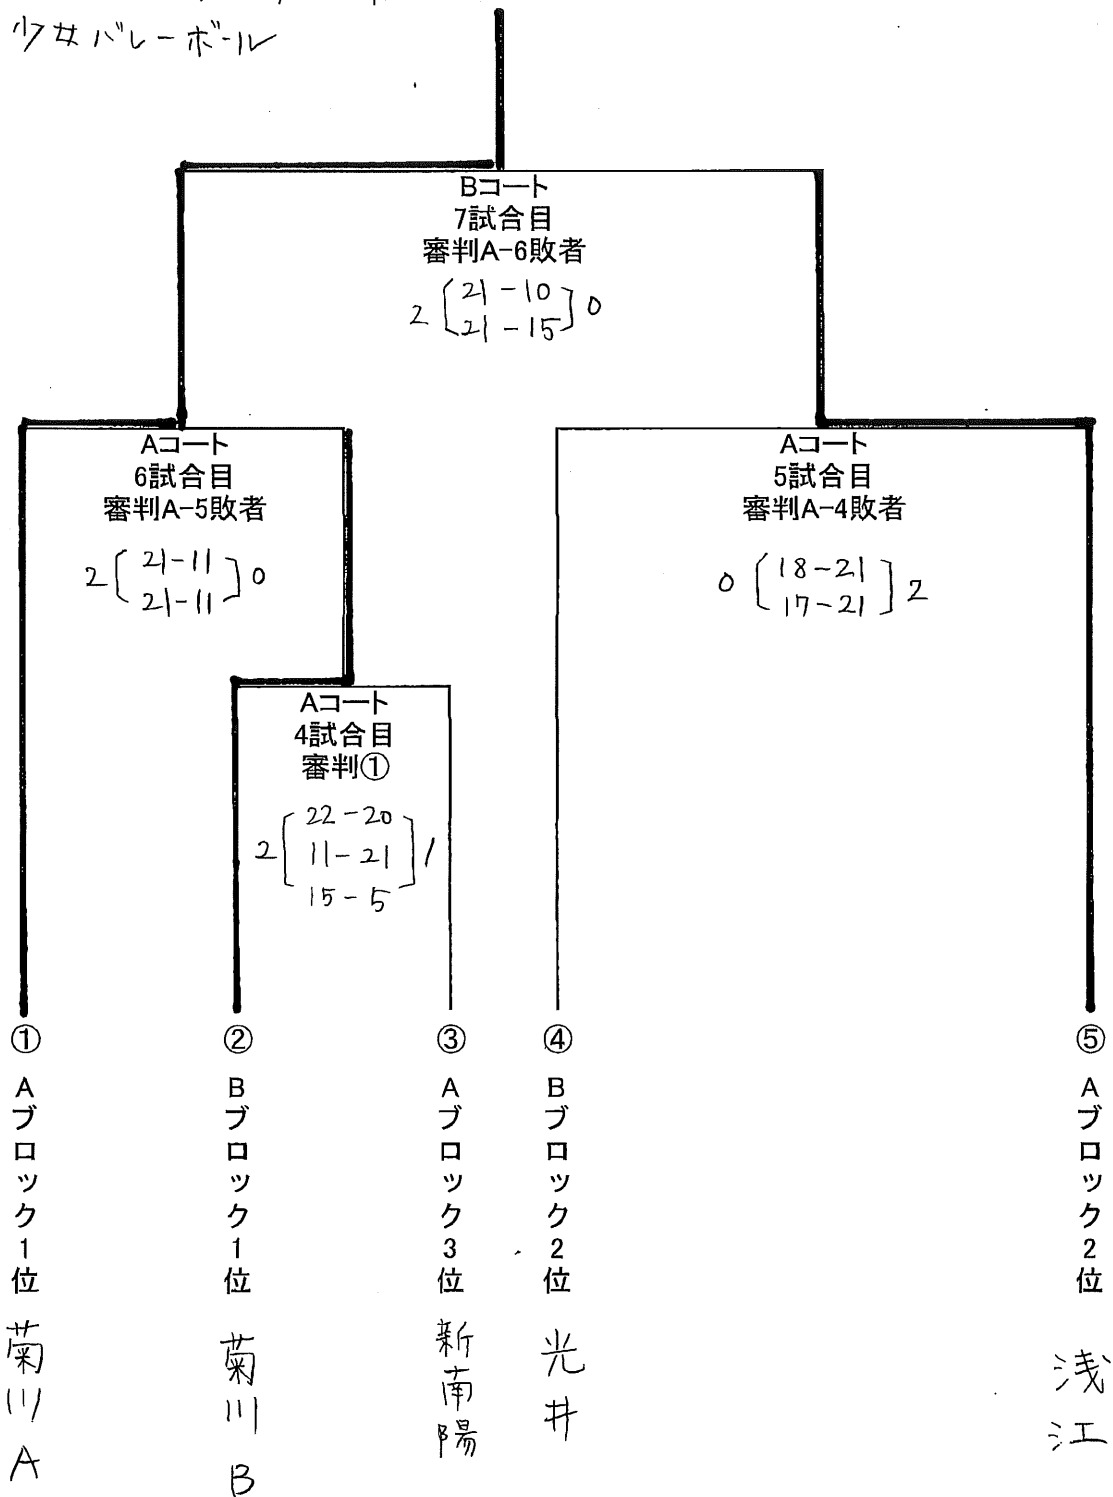 少女バレーボール
Bコート
7試合目
審判A-6敗者
2 [21-10 0
21-15]
Aコート
6試合目
審判A-5敗者
2 [21-11 0
21-11]
Aコート
5試合目
審判A-4敗者
0 [18-21 2
17-21]
Aコート
4試合目
審判①
2 [22-20
11-21 1
15-5]
①
Aブロック1位
菊川A
②
Bブロック1位
菊川B
③
Aブロック3位
新南陽
④
Bブロック2位
光井
⑤
Aブロック2位
浅江